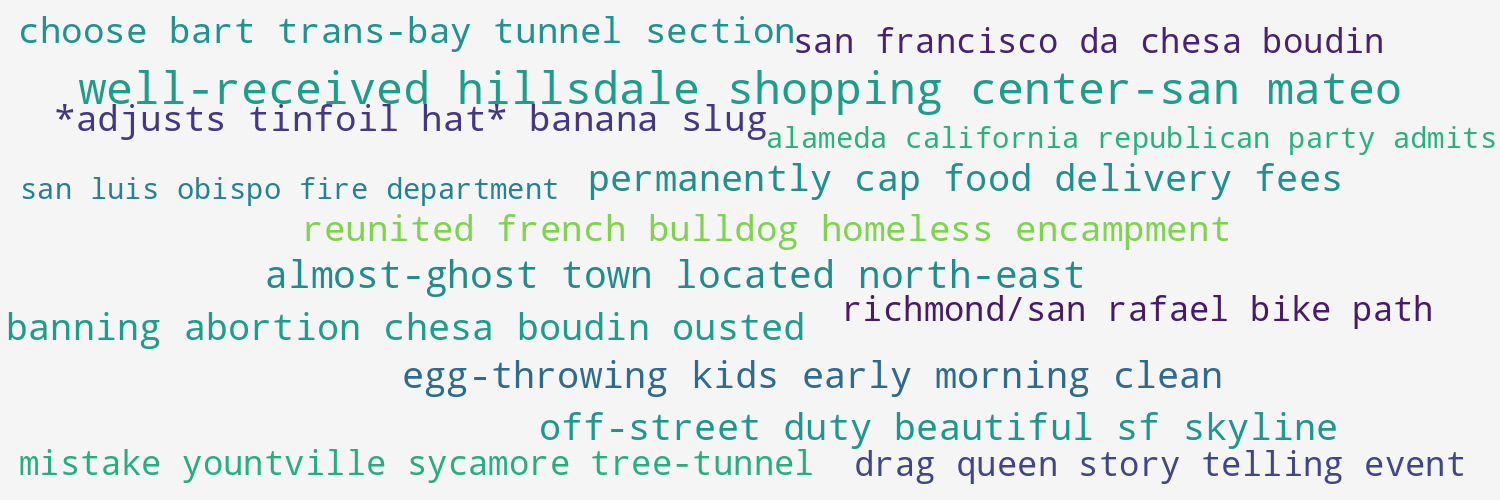 choose bart trans-bay tunnel section
san francisco da chesa boudin
well-received hillsdale shopping center-san mateo
*adjusts tinfoil hat* banana slug
alameda california republican party admits
permanently cap food delivery fees
san luis obispo fire department
reunited french bulldog homeless encampment
almost-ghost town located north-east
richmond/san rafael bike path
banning abortion chesa boudin ousted
egg-throwing kids early morning clean
off-street duty beautiful sf skyline
mistake yountville sycamore tree-tunnel
drag queen story telling event